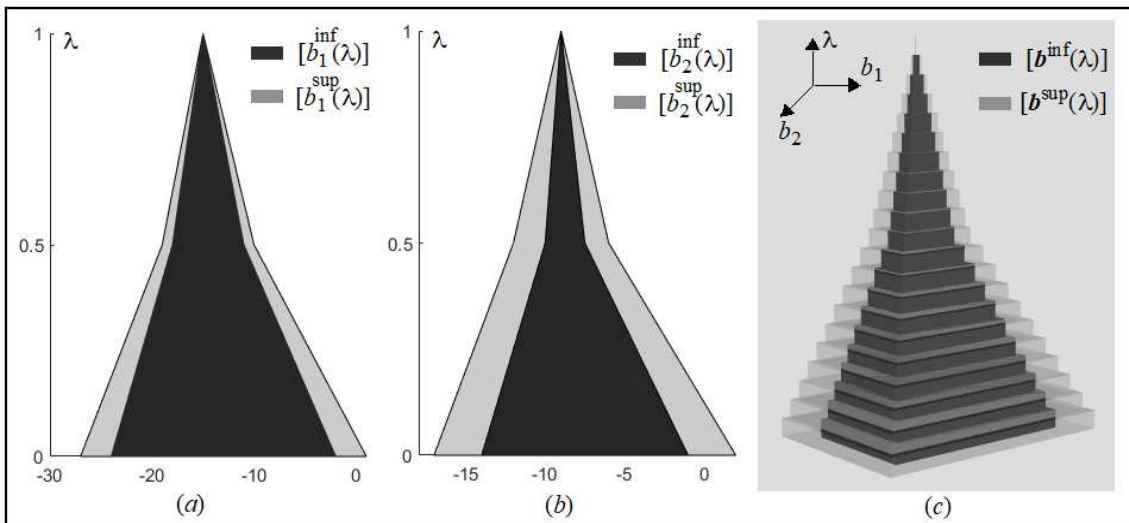 1
λ
[b₁^inf(λ)]
[b₁^sup(λ)]
0.5
0
-30
-20
-10
0
(a)
1
λ
[b₂^inf(λ)]
[b₂^sup(λ)]
0.5
0
-15
-10
-5
0
(b)
λ
b₁
b₂
[b^inf(λ)]
[b^sup(λ)]
(c)